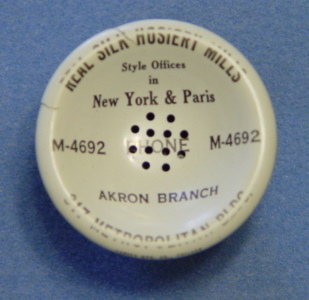 REAL SILK HOSIERY MILLS
Style Offices
in
New York & Paris
M-4692 PHONE M-4692
AKRON BRANCH
METROPOLITAN BLDG.